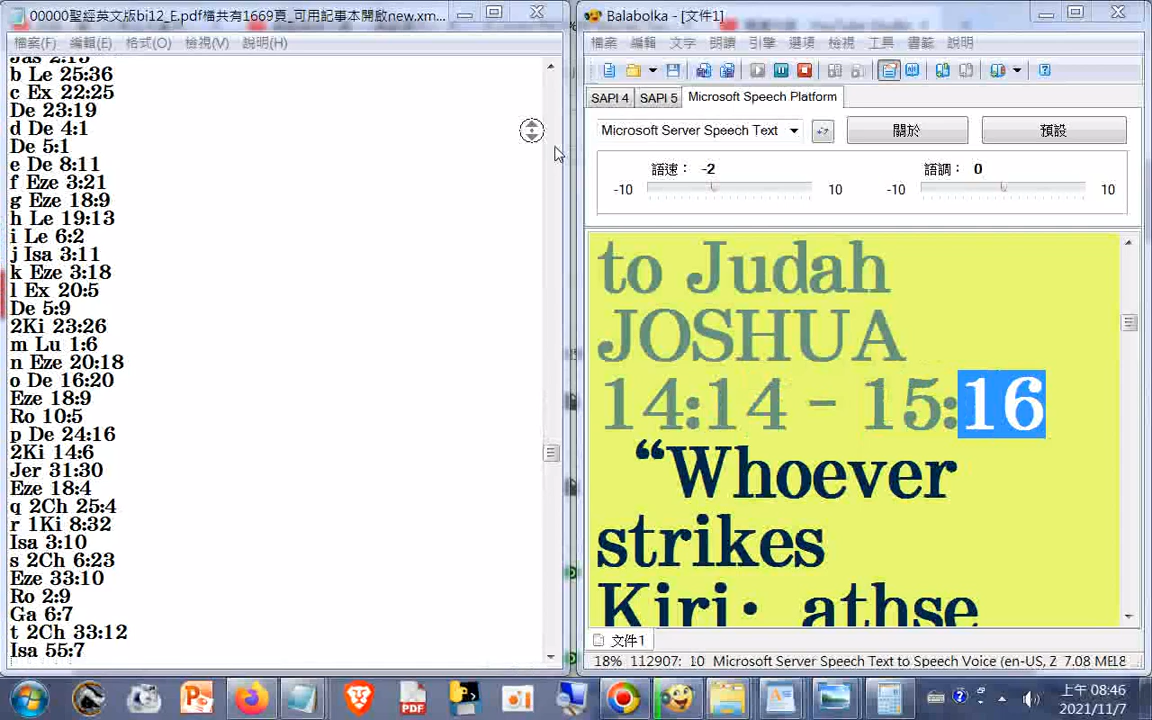 00000聖經英文版bi12_E.pdf檔共有1669頁_可用記事本開啟new.xm...
檔案(F) 編輯(E) 格式(O) 檢視(V) 說明(H)
Jas 2:15
b Le 25:36
c Ex 22:25
De 23:19
d De 4:1
De 5:1
e De 8:11
f Eze 3:21
g Eze 18:9
h Le 19:13
i Le 6:2
j Isa 3:11
k Eze 3:18
l Ex 20:5
De 5:9
2Ki 23:26
m Lu 1:6
n Eze 20:18
o De 16:20
Eze 18:9
Ro 10:5
p De 24:16
2Ki 14:6
Jer 31:30
Eze 18:4
q 2Ch 25:4
r 1Ki 8:32
Isa 3:10
s 2Ch 6:23
Eze 33:10
Ro 2:9
Ga 6:7
t 2Ch 33:12
Isa 55:7
Balabolka - [文件1]
檔案 編輯 文字 朗讀 引擎 選項 檢視 工具 書籤 說明
SAPI 4 SAPI 5 Microsoft Speech Platform
Microsoft Server Speech Text 關於 預設
語速： -2 語調： 0
-10 10 -10 10
to Judah
JOSHUA
14:14 – 15:16
“Whoever
strikes
Kiri· athse
文件1
18% 112907: 10 Microsoft Server Speech Text to Speech Voice (en-US, 2 7.08 ME
上午 08:46
2021/11/7